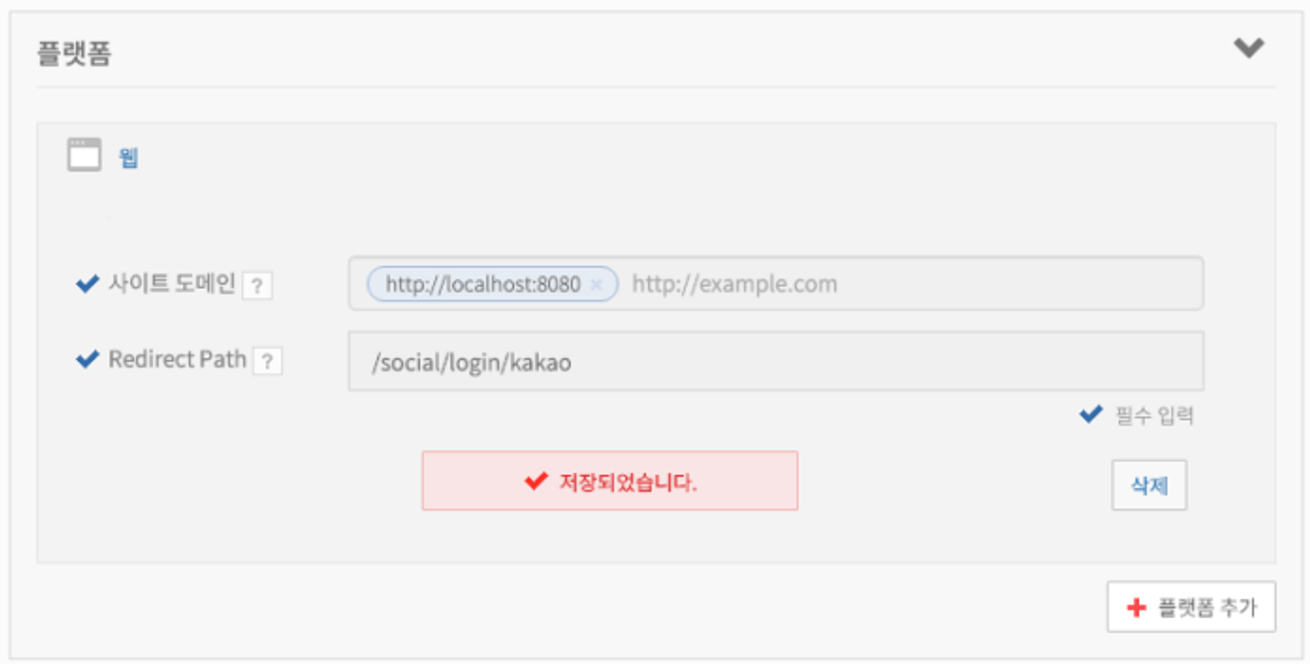 플랫폼
웹
사이트 도메인 ? http://localhost:8080 × http://example.com
Redirect Path ? /social/login/kakao
필수 입력
저장되었습니다. 삭제
플랫폼 추가